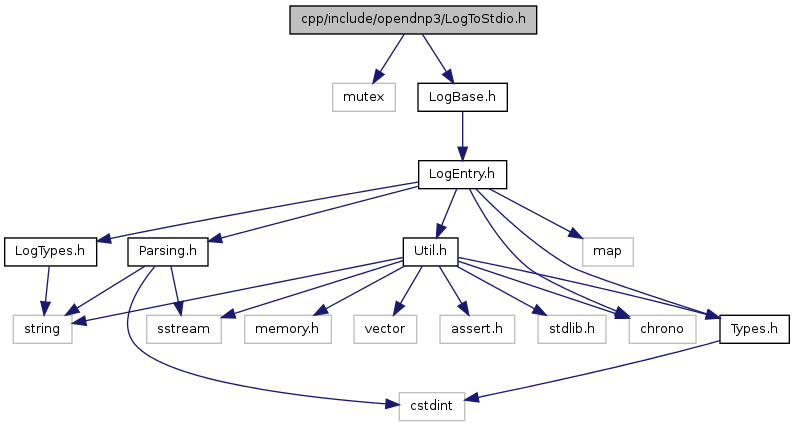 cpp/include/opendnp3/LogToStdio.h
mutex
LogBase.h
LogEntry.h
LogTypes.h
Parsing.h
Util.h
map
string
sstream
memory.h
vector
assert.h
stdlib.h
chrono
Types.h
cstdint